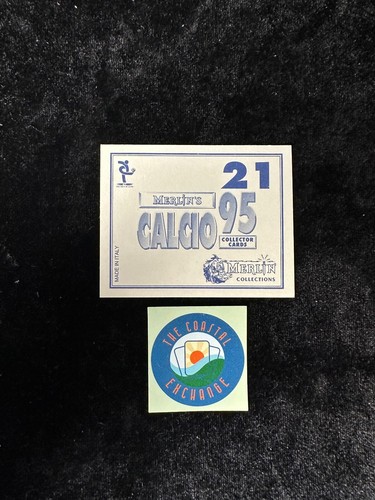 21
MERLIN'S
CALCIO 95
COLLECTOR
CARDS
MERLIN
COLLECTIONS
MADE IN ITALY
THE COASTAL
EXCHANGE